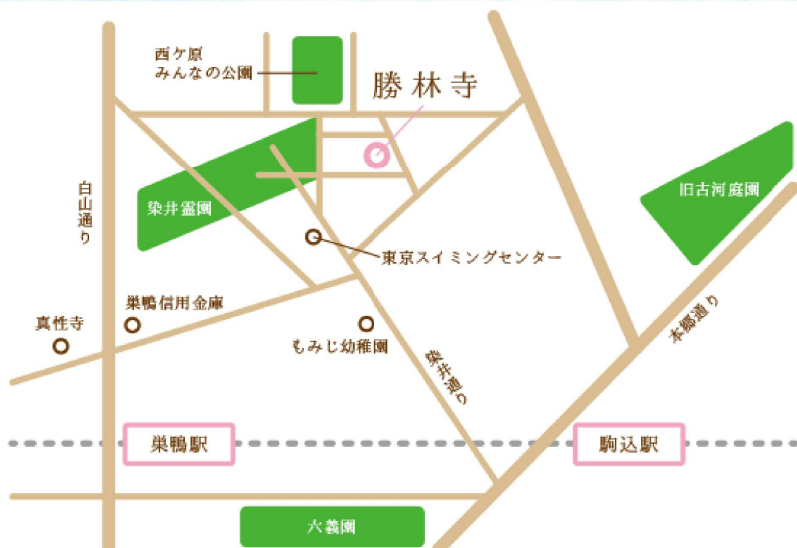 西ケ原
みんなの公園
勝林寺
白山通り
染井霊園
旧古河庭園
東京スイミングセンター
巣鴨信用金庫
真性寺
もみじ幼稚園
染井通り
本郷通り
巣鴨駅
駒込駅
六義園